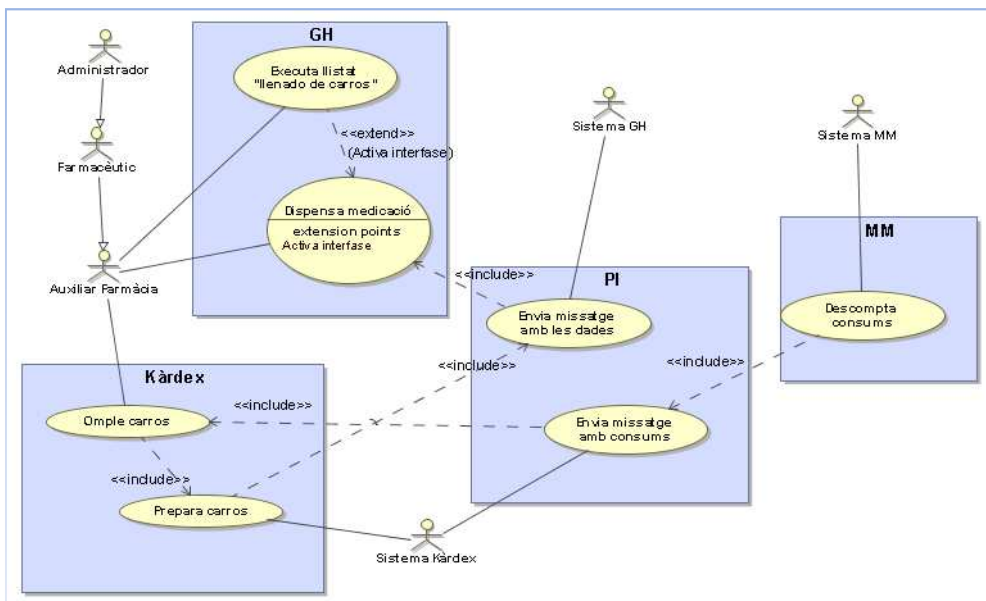 GH
Administrador
Executa llistat
"llenado de carros"
Sistema GH
Sistema MM
<<extend>>
(Activa interfase)
Farmacèutic
Dispensa medicació
extension points
Activa interfase
MM
Auxiliar Farmàcia
<<include>>
PI
Envia missatge
amb les dades
Descompta
consums
<<include>>
Kàrdex
<<include>>
<<include>>
Omple carros
Envia missatge
amb consums
<<include>>
Prepara carros
Sistema Kàrdex